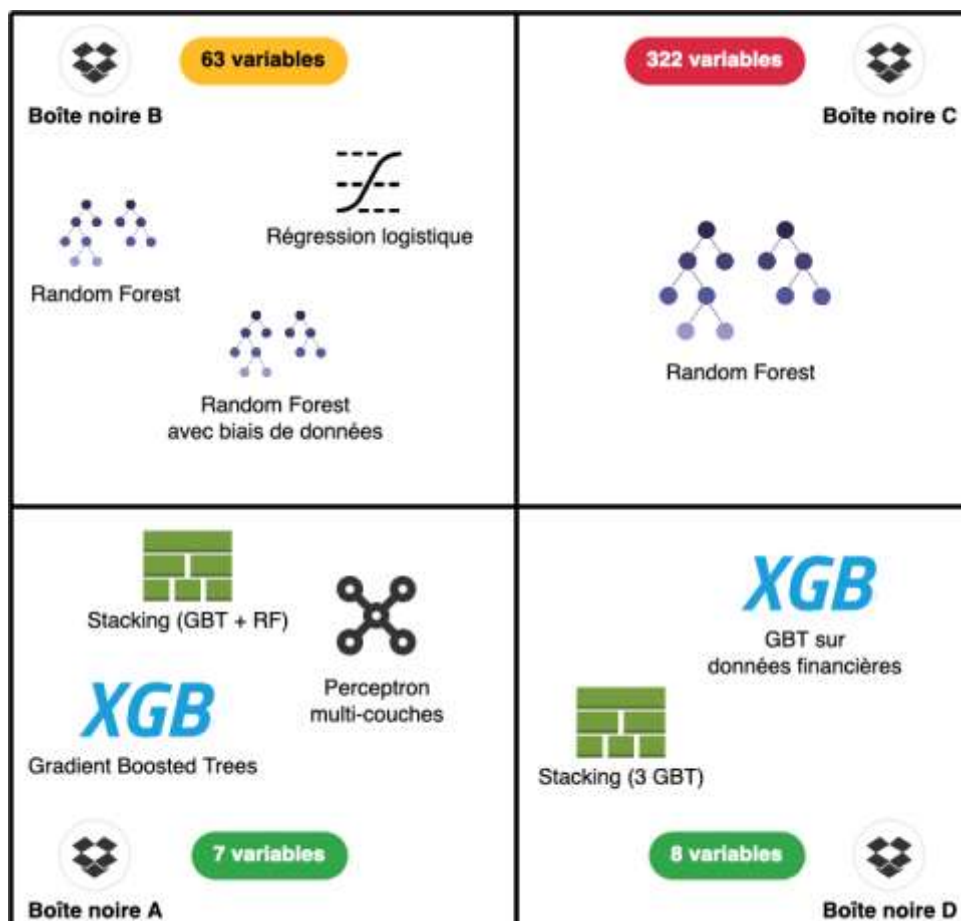 63 variables
Boîte noire B
Régression logistique
Random Forest
Random Forest
avec biais de données
322 variables
Boîte noire C
Random Forest
Stacking (GBT + RF)
Perceptron
multi-couches
XGB
Gradient Boosted Trees
7 variables
Boîte noire A
XGB
GBT sur
données financières
Stacking (3 GBT)
8 variables
Boîte noire D